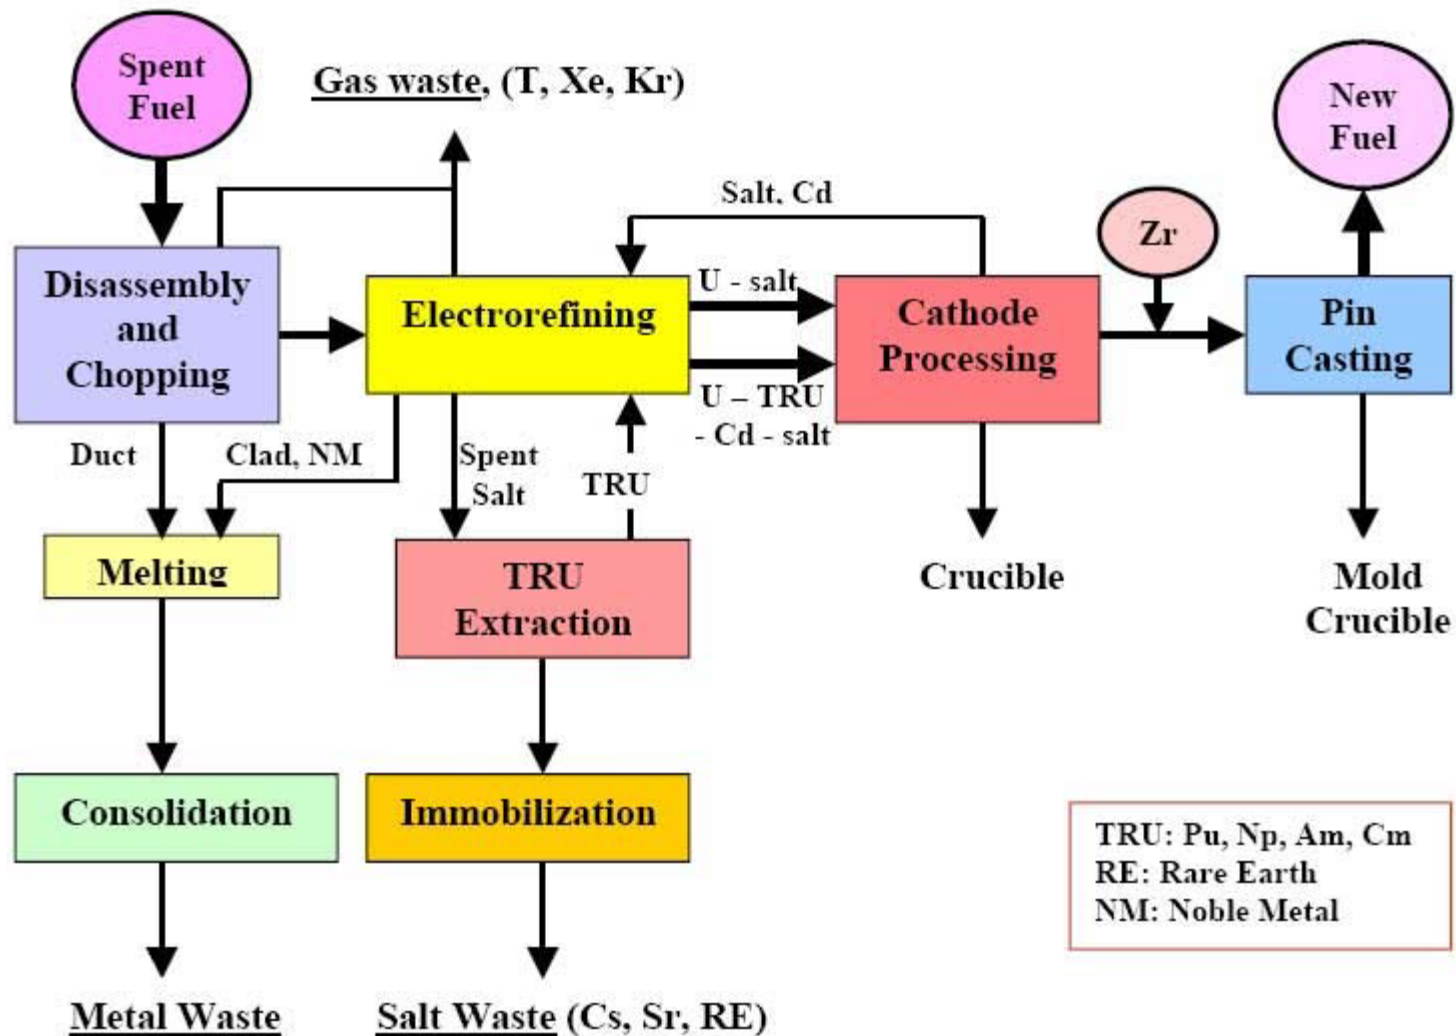 Spent
Fuel
Gas waste, (T, Xe, Kr)
New
Fuel
Salt, Cd
Zr
Disassembly
and
Chopping
Electrorefining
U - salt
U – TRU
- Cd - salt
Cathode
Processing
Pin
Casting
Duct
Clad, NM
Spent
Salt
TRU
Melting
TRU
Extraction
Crucible
Mold
Crucible
Consolidation
Immobilization
TRU: Pu, Np, Am, Cm
RE: Rare Earth
NM: Noble Metal
Metal Waste
Salt Waste (Cs, Sr, RE)